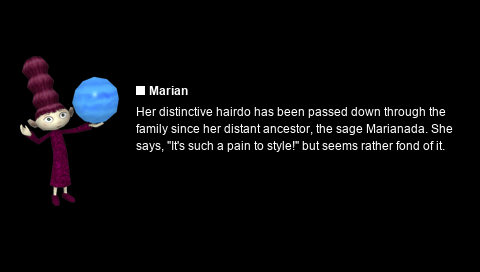 Marian
Her distinctive hairdo has been passed down through the
family since her distant ancestor, the sage Marianada. She
says, "It's such a pain to style!" but seems rather fond of it.